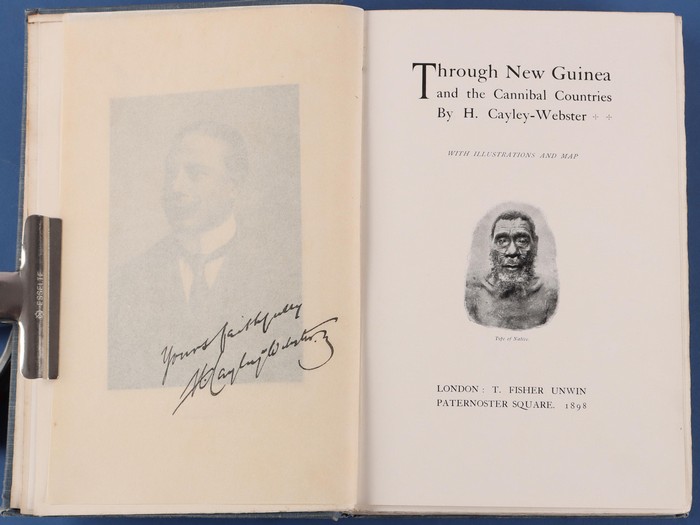 Yours faithfully
H Cayley-Webster.
ESSELTE
Through New Guinea
and the Cannibal Countries
By H. Cayley-Webster
WITH ILLUSTRATIONS AND MAP
Type of Native.
LONDON: T. FISHER UNWIN
PATERNOSTER SQUARE. 1898